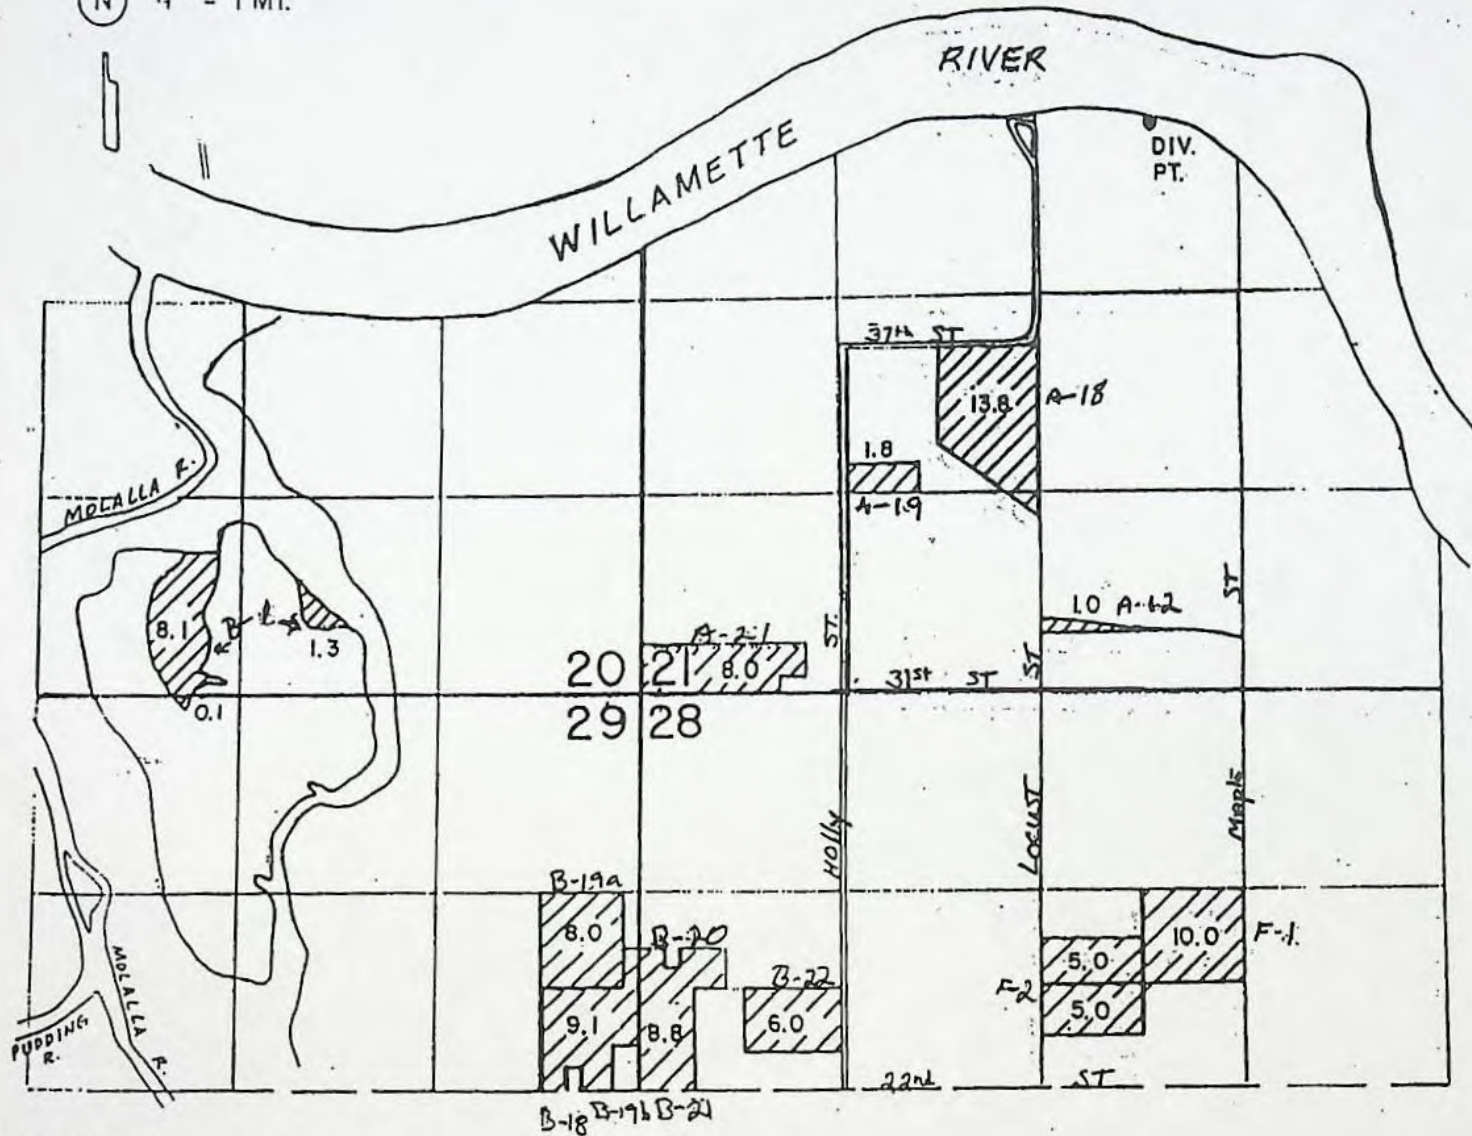 N 4" = 1 MI.
RIVER
WILLAMETTE
DIV.
PT.
37th ST
13.8 A-18
1.8
A-19
MOLALLA R.
ST
1.0 A-12
8.1 B-1
1.3
A-21
ST.
20 21 8.0
31st ST
ST
0.1
29 28
Holly
LOCUST
Maple
B-19a
8.0 B-20
10.0 F-1
5.0
B-22
F-2
9.1 8.8 6.0 5.0
MOLALLA R.
PUDDING
R.
22nd ST
B-18 B-19b B-21